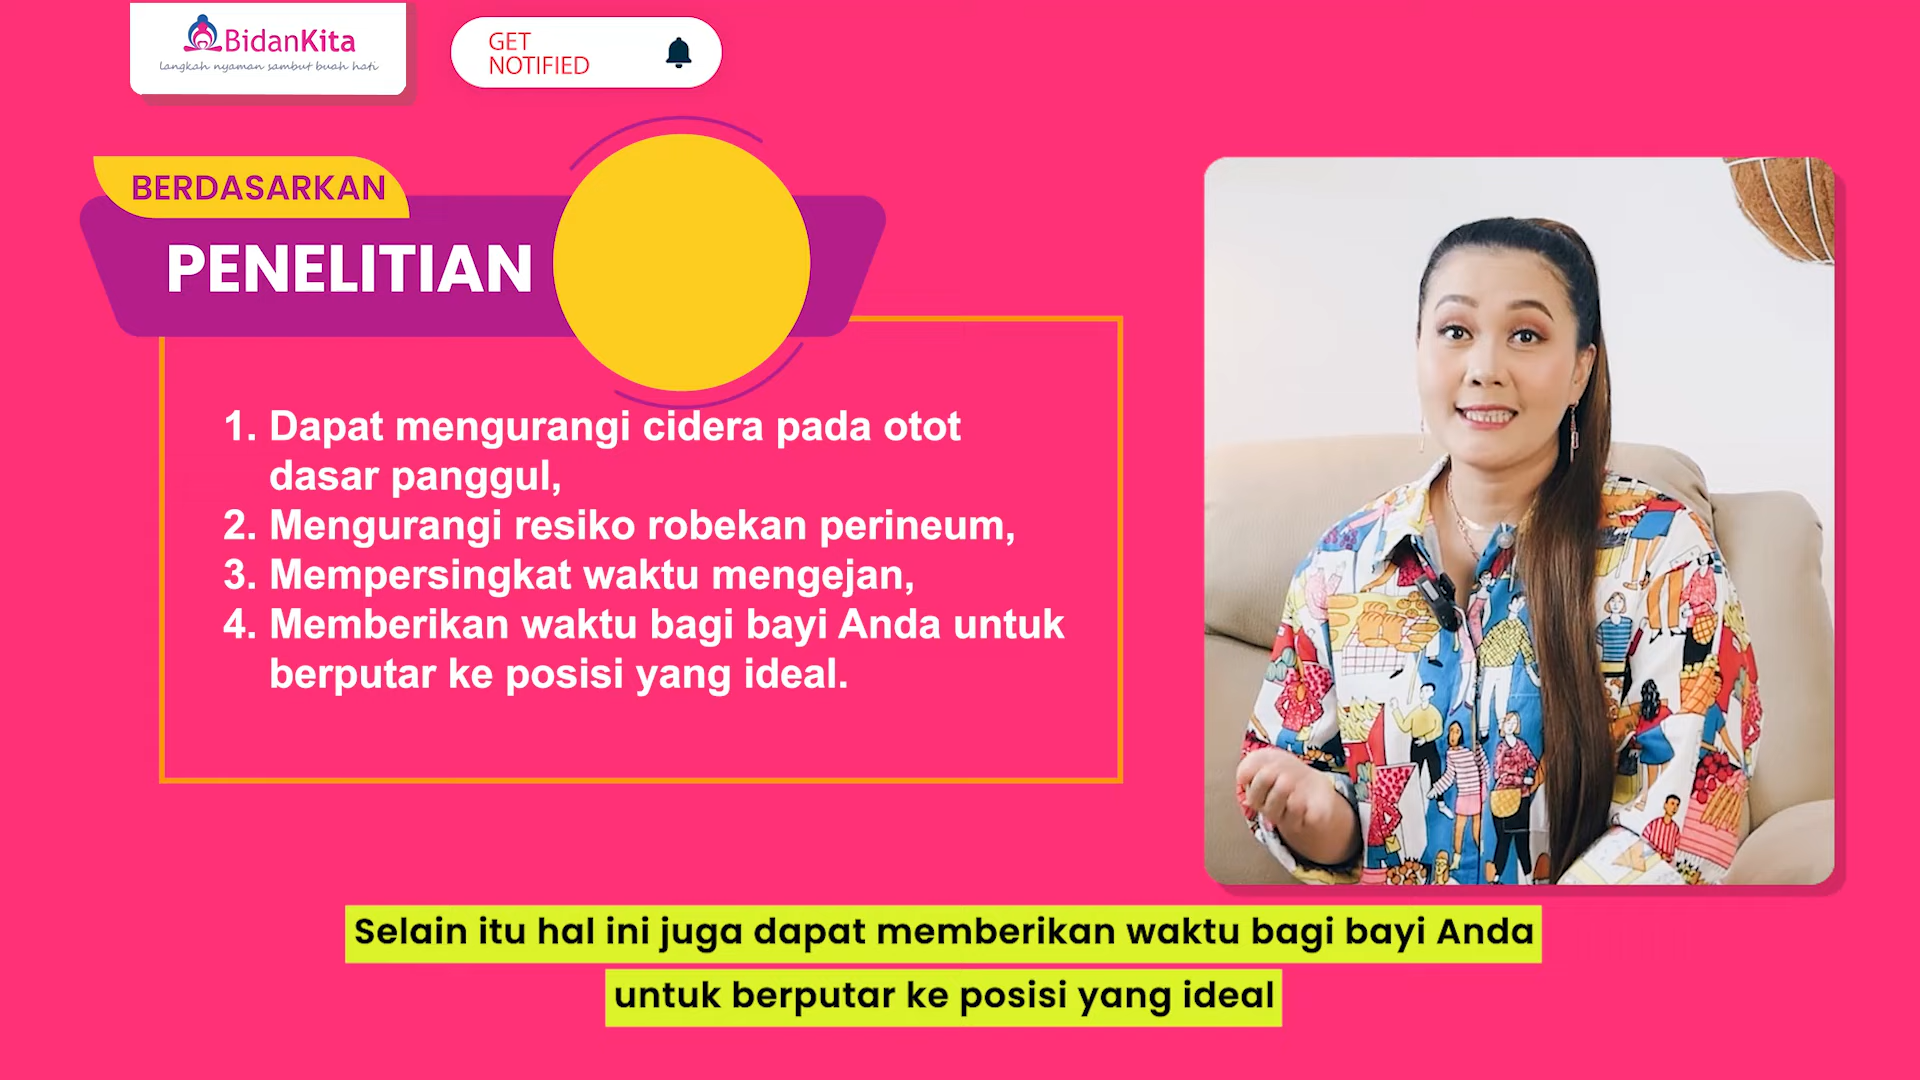 BidanKita
langkah nyaman sambut buah hati
GET
NOTIFIED
BERDASARKAN
PENELITIAN
1. Dapat mengurangi cidera pada otot
dasar panggul,
2. Mengurangi resiko robekan perineum,
3. Mempersingkat waktu mengejan,
4. Memberikan waktu bagi bayi Anda untuk
berputar ke posisi yang ideal.
Selain itu hal ini juga dapat memberikan waktu bagi bayi Anda
untuk berputar ke posisi yang ideal